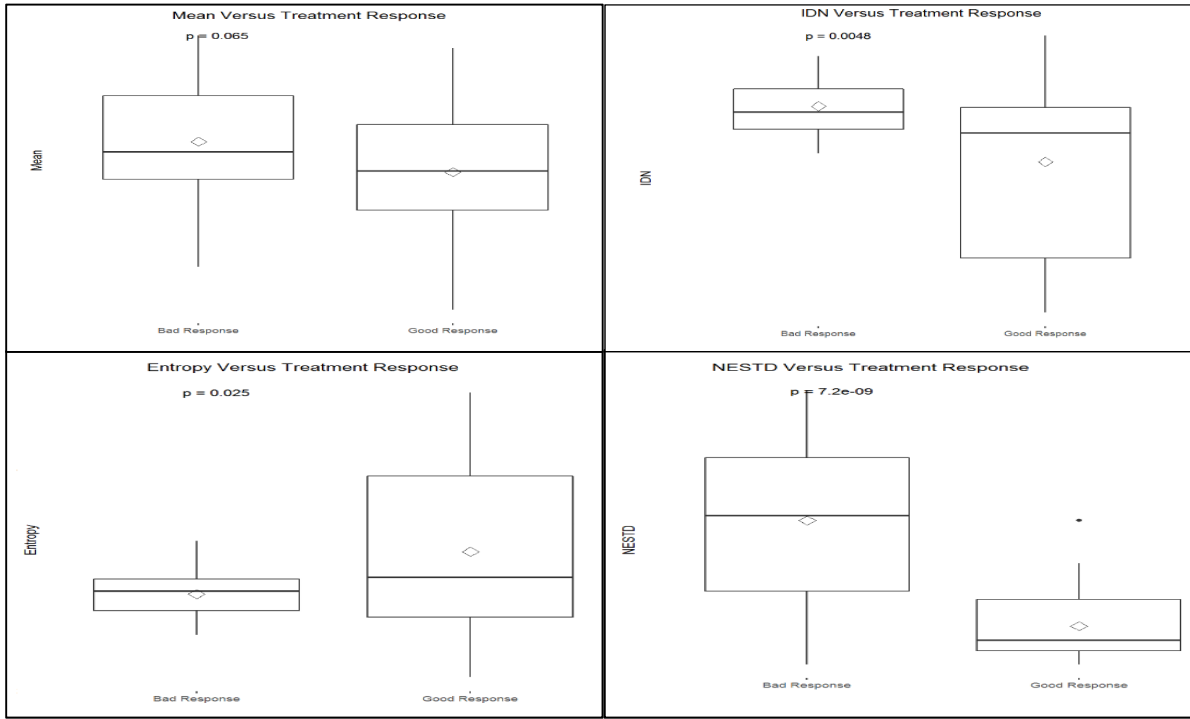 Mean Versus Treatment Response
p = 0.065
Mean
Bad Response
Good Response
IDN Versus Treatment Response
p = 0.0048
IDN
Bad Response
Good Response
Entropy Versus Treatment Response
p = 0.025
Entropy
Bad Response
Good Response
NESTD Versus Treatment Response
p = 7.2e-09
NESTD
Bad Response
Good Response